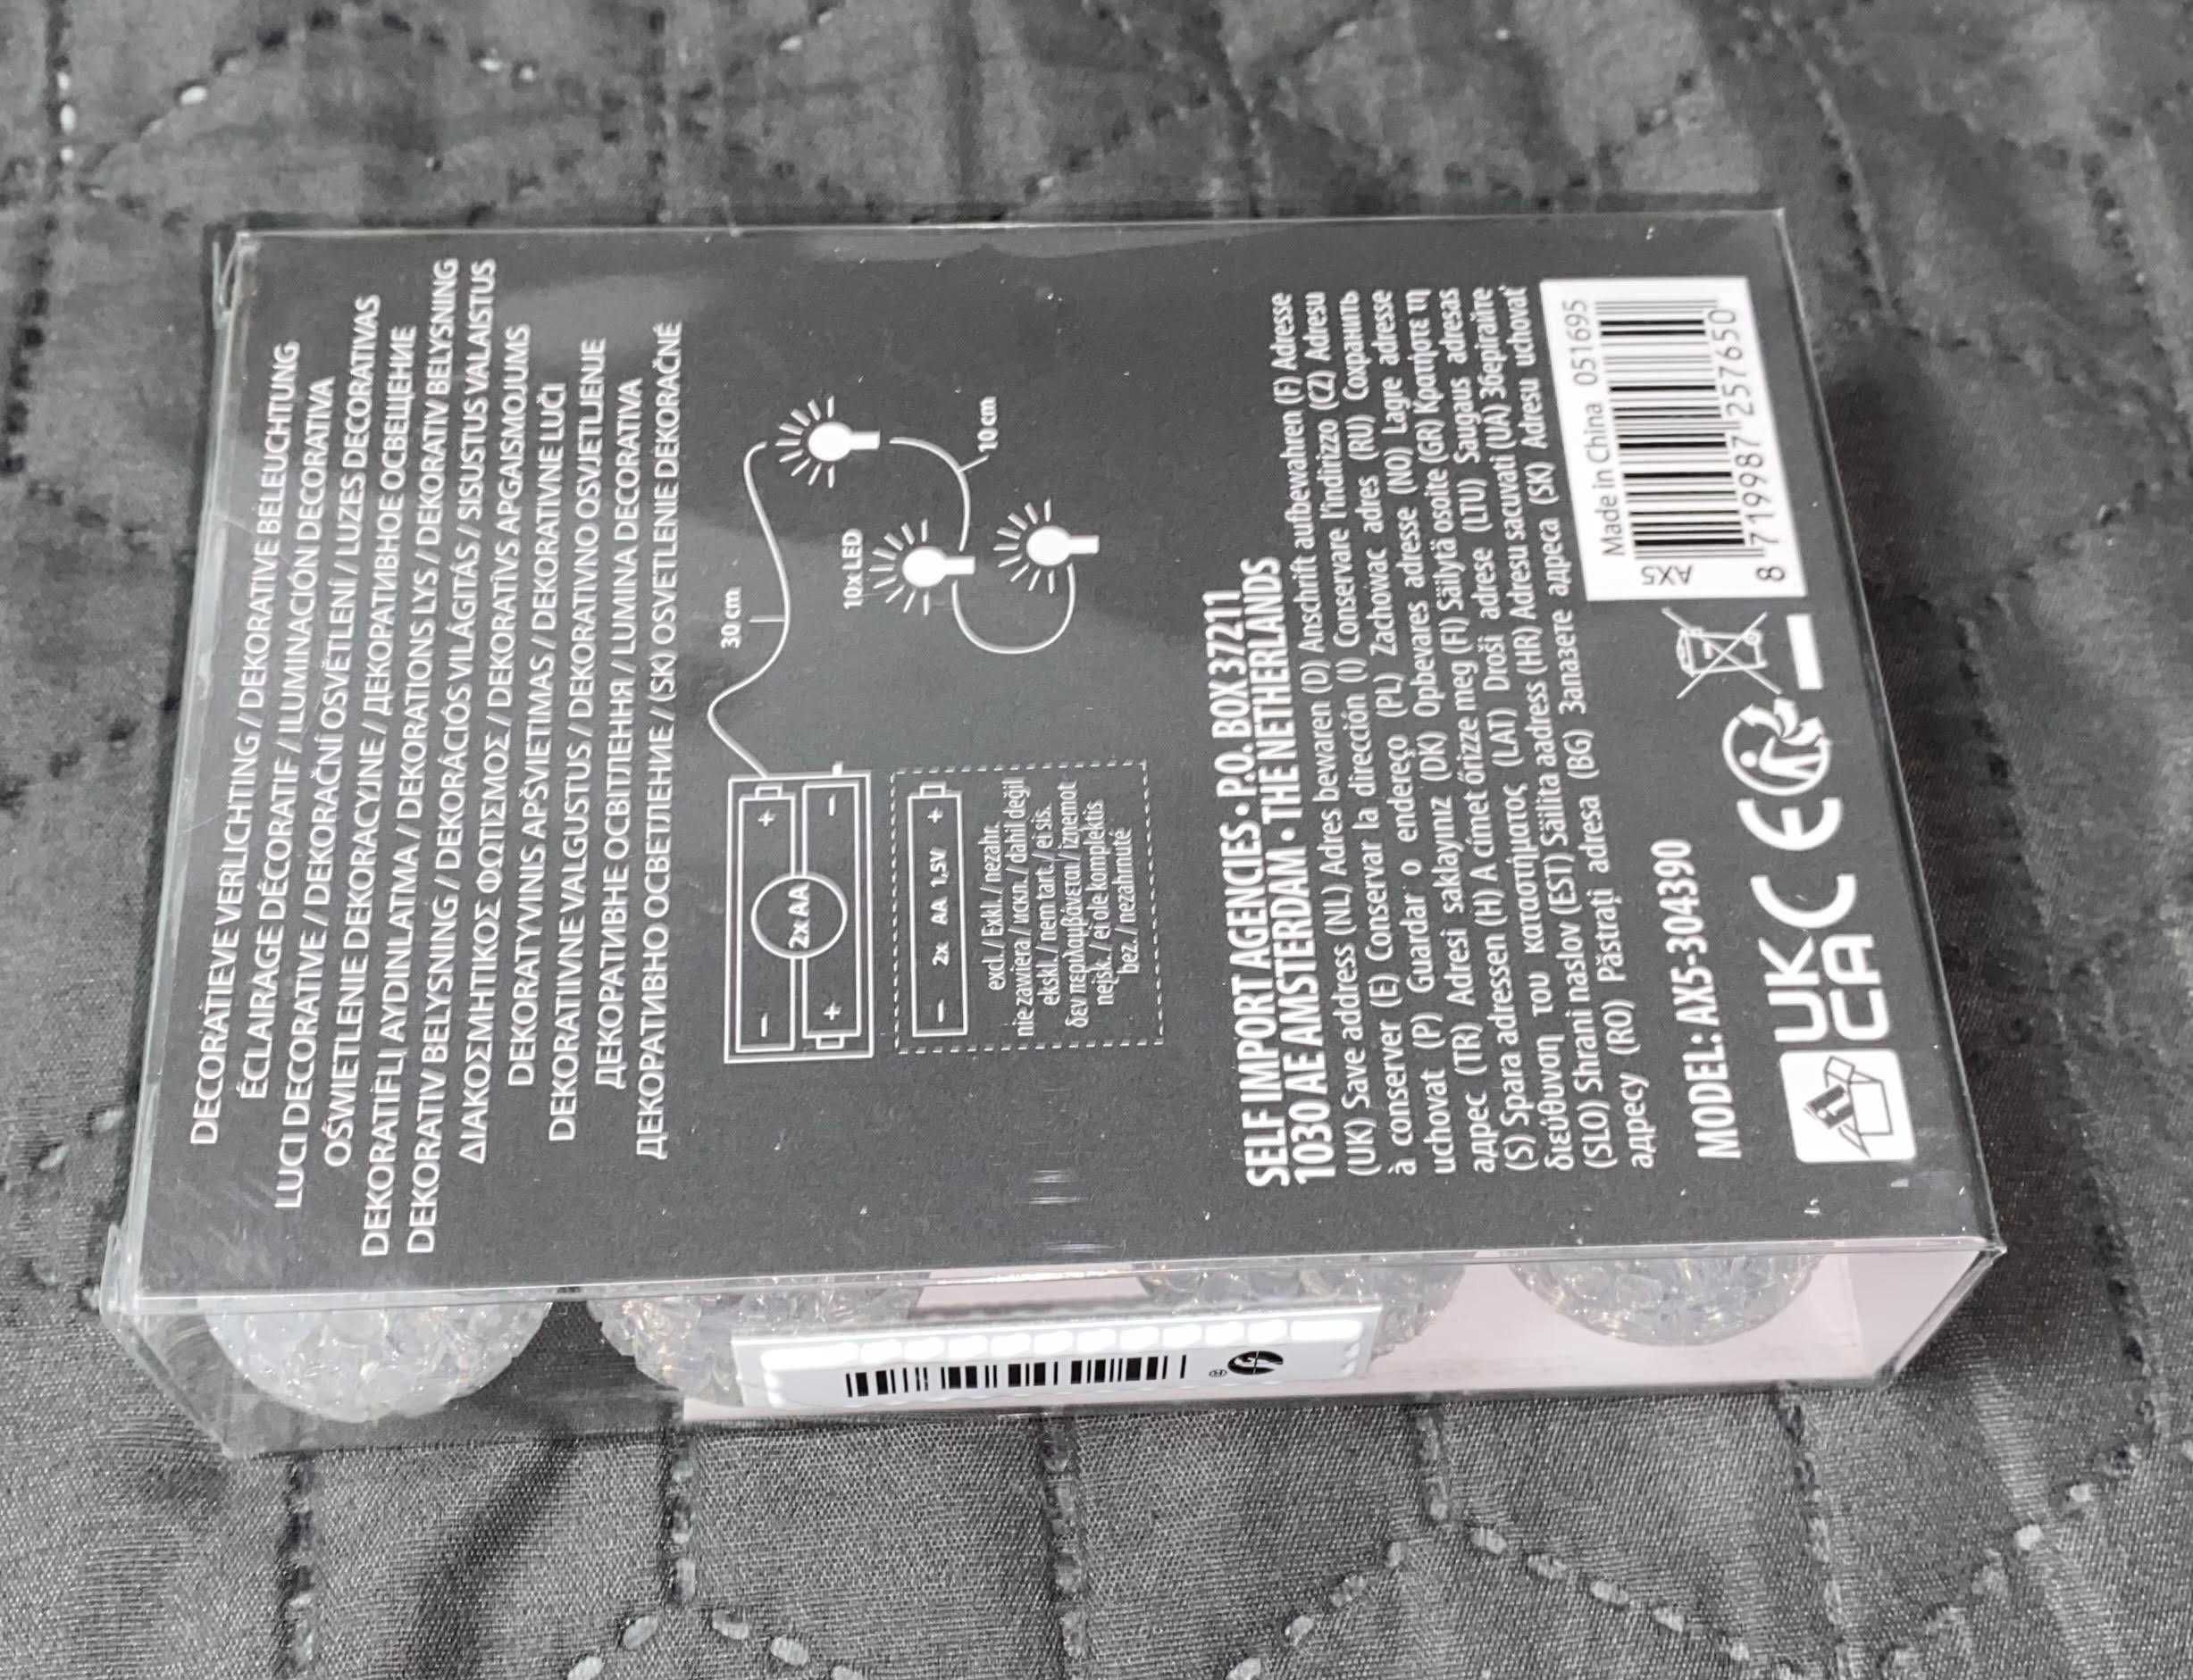 DECORATIEVE VERLICHTING / DEKORATIVE BELEUCHTUNG
ÉCLAIRAGE DÉCORATIF / ILUMINACIÓN DECORATIVA
LUCI DECORATIVE / DEKORAČNÍ OSVĚTLENÍ / LUZES DECORATIVAS
OŚWIETLENIE DEKORACYJNE / ДЕКОРАТИВНОЕ ОСВЕЩЕНИЕ
DEKORATİF LI AYDINLATMA / DEKORATIONS LYS / DEKORATIV BELYSNING
DEKORATIV BELYSNING / DEKORÁCIÓS VILÁGÍTÁS / SISUSTUS VALAISTUS
ΔΙΑΚΟΣΜΗΤΙΚΟΣ ΦΩΤΙΣΜΟΣ / DEKORATĪVS APGAISMOJUMS
DEKORATYVINIS APŠVIETIMAS / DEKORATIVNE LUČI
DEKORATIIVNE VALGUSTUS / DEKORATIVNO OSVJETLJENJE
ДЕКОРАТИВНЕ ОСВІТЛЕННЯ / LUMINA DECORATIVA
ДЕКОРАТИВНО ОСВЕТЛЕНИЕ / (SK) OSVETLENIE DEKORAČNÉ
30 cm
10x LED
10 cm
2x AA
2x AA 1,5V
excl. / Exkl. / nezahr.
nie zawiera / искл. / dahil değil
ekskl. / nem tart. / ei sis.
δεν περιλαμβάνεται / iznemot
nejsk. / ei ole komplektis
bez. / nezahrnuté
SELF IMPORT AGENCIES • P.O. BOX 37211
1030 AE AMSTERDAM • THE NETHERLANDS
(UK) Save address (NL) Adres bewaren (D) Anschrift aufbewahren (F) Adresse
à conserver (E) Conservar la dirección (I) Conservare l'indirizzo (CZ) Adresu
uchovat (P) Guardar o endereço (PL) Zachowac adres (RU) Сохранить
адрес (TR) Adresi saklayınız (DK) Opbevares adresse (NO) Lagre adresse
(S) Spara adressen (H) A címet őrizze meg (FI) Säilytä osoite (GR) Κρατήστε τη
διεύθυνση του καταστήματος (LAT) Droši adrese (LTU) Saugaus adresas
(SLO) Shrani naslov (EST) Säilita aadress (HR) Adresu sacuvati (UA) Збеpігайте
адресу (RO) Păstrați adresa (BG) Запазете адреса (SK) Adresu uchovať
MODEL: AX5-304390
UK
CA
CE
Made in China 051695
AX5
8 719987 257650